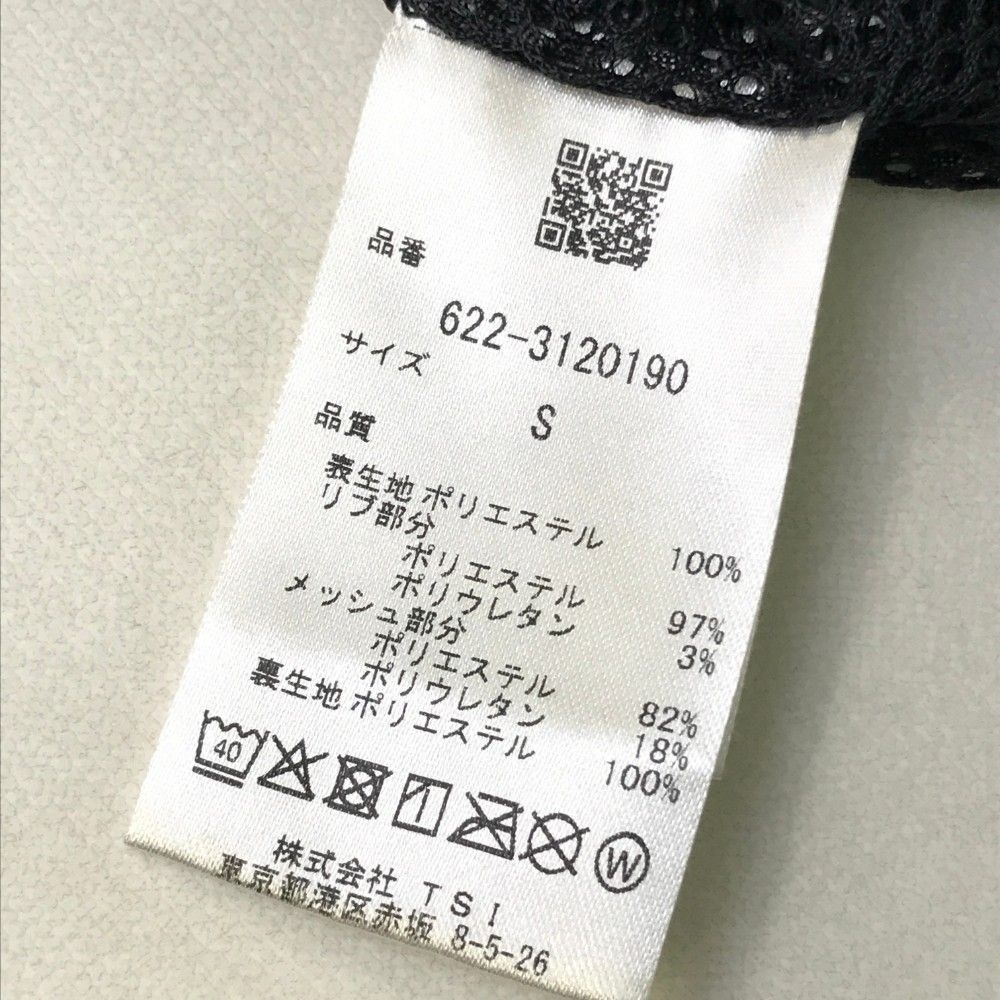 品番
622-3120190
サイズ
S
品質
表生地 ポリエステル 100%
リブ部分
ポリエステル 97%
ポリウレタン 3%
メッシュ部分
ポリエステル 82%
ポリウレタン 18%
裏生地 ポリエステル 100%
40
1
W
株式会社 TSI
東京都港区赤坂 8-5-26